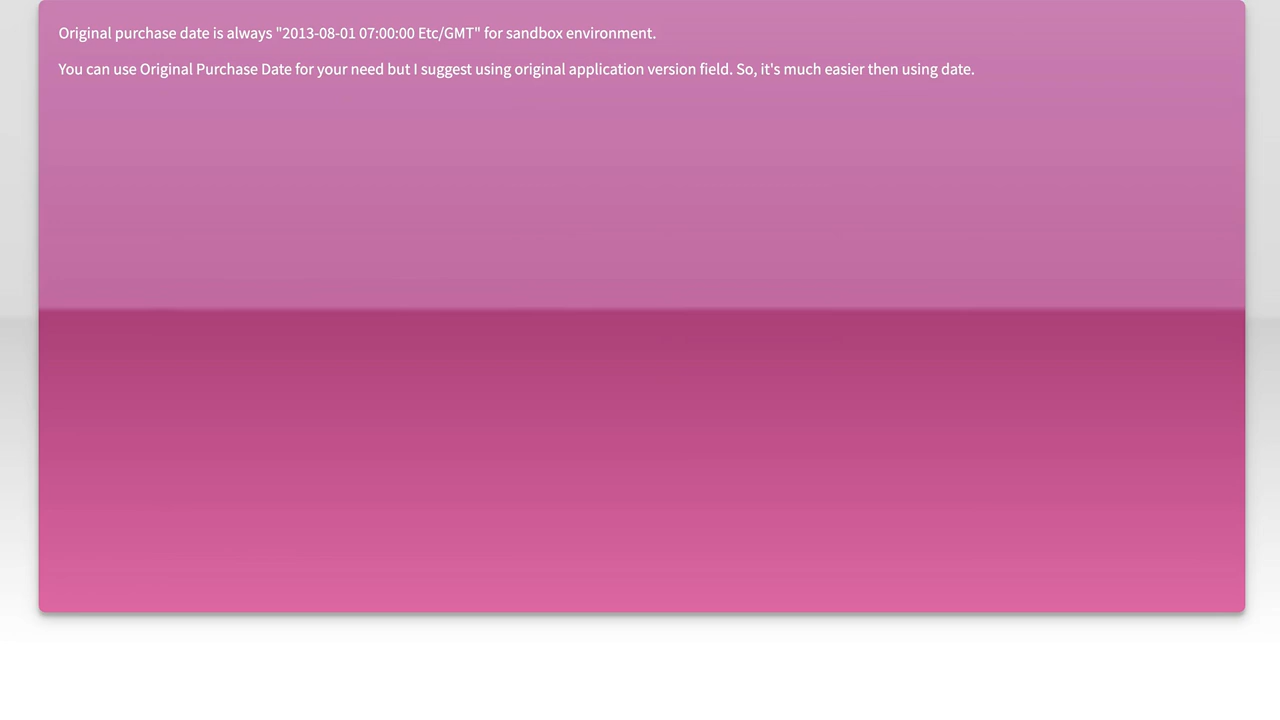 Original purchase date is always "2013-08-01 07:00:00 Etc/GMT" for sandbox environment.
You can use Original Purchase Date for your need but I suggest using original application version field. So, it's much easier then using date.